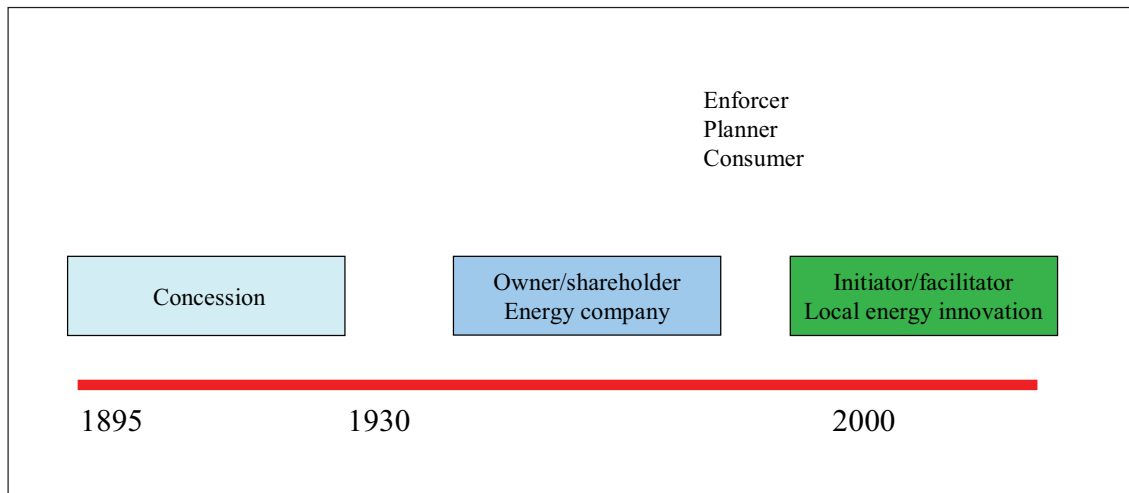 Enforcer
Planner
Consumer
Concession
Owner/shareholder
Energy company
Initiator/facilitator
Local energy innovation
1895
1930
2000